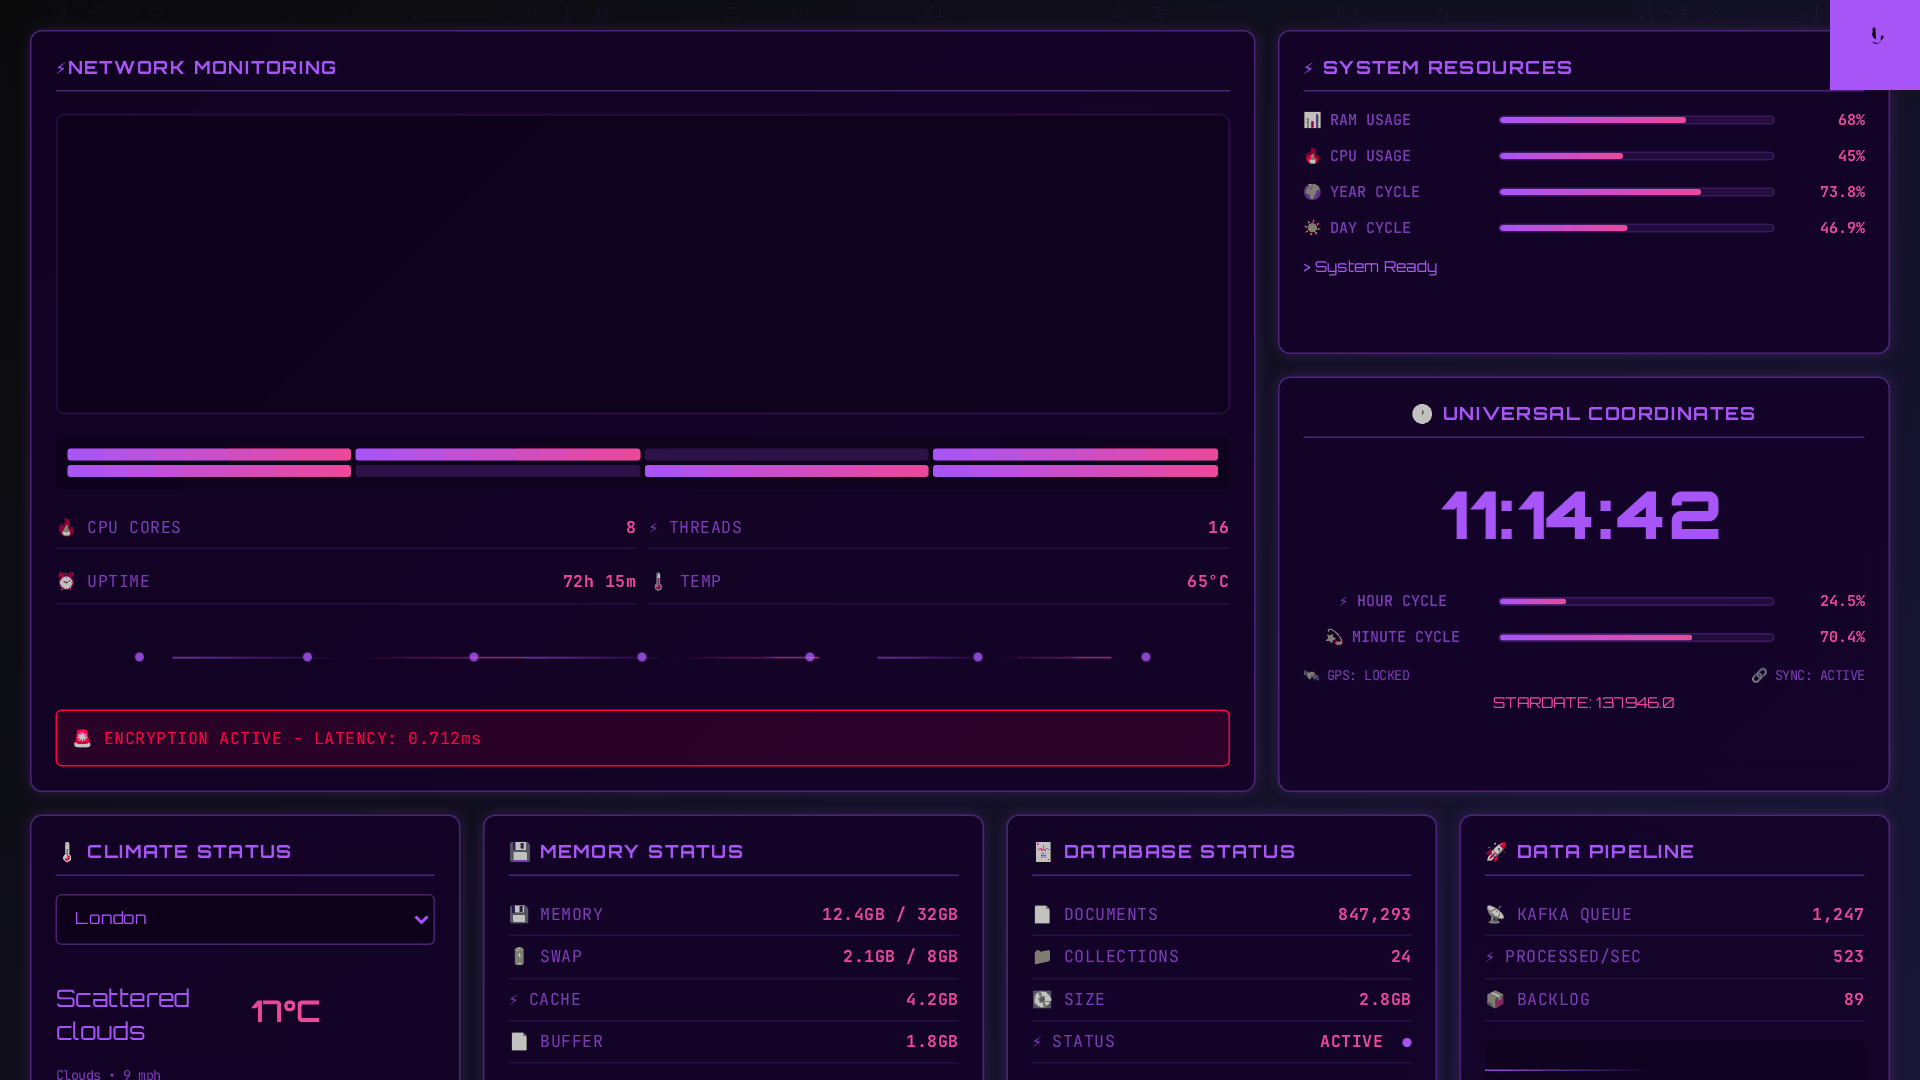 ⚡NETWORK MONITORING
🔥 CPU CORES 8
⚡ THREADS 16
⏰ UPTIME 72h 15m
🌡️ TEMP 65°C
🚨 ENCRYPTION ACTIVE - LATENCY: 0.712ms
⚡ SYSTEM RESOURCES
📊 RAM USAGE 68%
🔥 CPU USAGE 45%
🌍 YEAR CYCLE 73.8%
☀️ DAY CYCLE 46.9%
> System Ready
🕐 UNIVERSAL COORDINATES
11:14:42
⚡ HOUR CYCLE 24.5%
💫 MINUTE CYCLE 70.4%
🛰️ GPS: LOCKED
🔗 SYNC: ACTIVE
STARDATE: 137946.0
🌡️ CLIMATE STATUS
London
Scattered
clouds
17°C
Clouds • 9 mph
💾 MEMORY STATUS
💾 MEMORY 12.4GB / 32GB
🔋 SWAP 2.1GB / 8GB
⚡ CACHE 4.2GB
📄 BUFFER 1.8GB
🃏 DATABASE STATUS
📄 DOCUMENTS 847,293
📁 COLLECTIONS 24
💽 SIZE 2.8GB
⚡ STATUS ACTIVE
🚀 DATA PIPELINE
📡 KAFKA QUEUE 1,247
⚡ PROCESSED/SEC 523
📦 BACKLOG 89